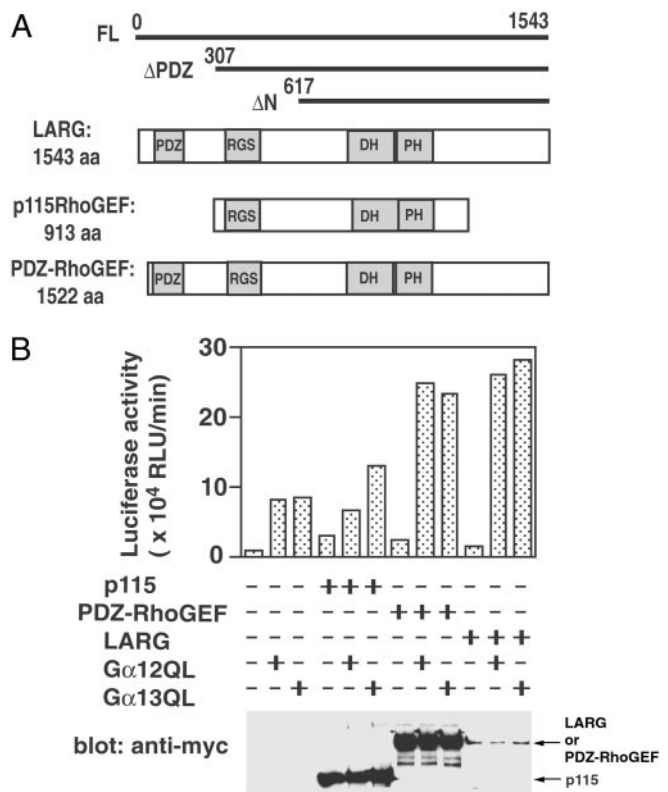 A
0 1543
FL
307
ΔPDZ
617
ΔN
LARG:
1543 aa
PDZ RGS DH PH
p115RhoGEF:
913 aa
RGS DH PH
PDZ-RhoGEF:
1522 aa
PDZ RGS DH PH
B
Luciferase activity
( x 10⁴ RLU/min)
30
20
10
0
p115 - - - + + + - - - - - -
PDZ-RhoGEF - - - - - - + + + - - -
LARG - - - - - - - - - + + +
Gα12QL - + - - + - - + - - + -
Gα13QL - - + - - + - - + - - +
blot: anti-myc
LARG
or
PDZ-RhoGEF
p115